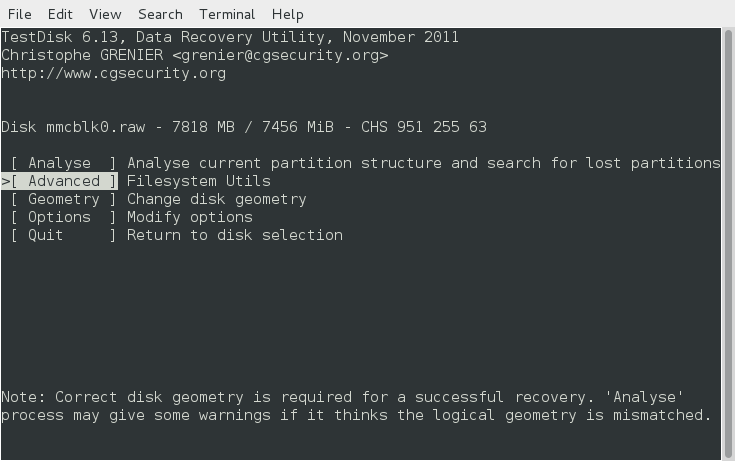 File Edit View Search Terminal Help
TestDisk 6.13, Data Recovery Utility, November 2011
Christophe GRENIER <grenier@cgsecurity.org>
http://www.cgsecurity.org
Disk mmcblk0.raw - 7818 MB / 7456 MiB - CHS 951 255 63
[ Analyse  ] Analyse current partition structure and search for lost partitions
>[ Advanced ] Filesystem Utils
[ Geometry ] Change disk geometry
[ Options  ] Modify options
[ Quit     ] Return to disk selection
Note: Correct disk geometry is required for a successful recovery. 'Analyse'
process may give some warnings if it thinks the logical geometry is mismatched.